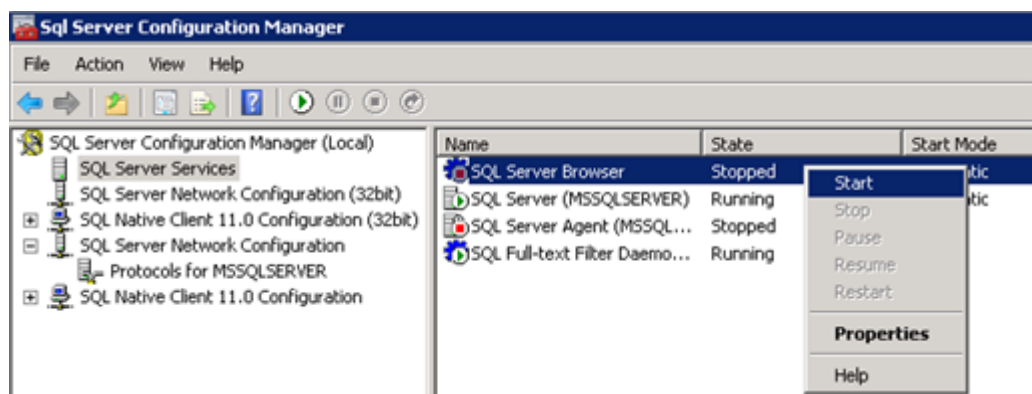 Sql Server Configuration Manager
File Action View Help
SQL Server Configuration Manager (Local)
SQL Server Services
SQL Server Network Configuration (32bit)
SQL Native Client 11.0 Configuration (32bit)
SQL Server Network Configuration
Protocols for MSSQLSERVER
SQL Native Client 11.0 Configuration
Name State Start Mode
SQL Server Browser Stopped tic
SQL Server (MSSQLSERVER) Running tic
SQL Server Agent (MSSQL... Stopped
SQL Full-text Filter Daemo... Running
Start
Stop
Pause
Resume
Restart
Properties
Help